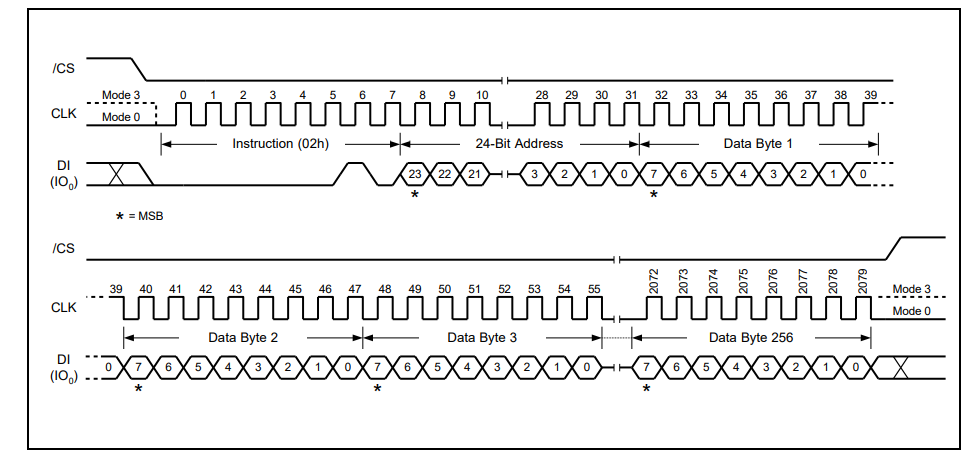 /CS
Mode 3 0 1 2 3 4 5 6 7 8 9 10 28 29 30 31 32 33 34 35 36 37 38 39
CLK
Mode 0
Instruction (02h) 24-Bit Address Data Byte 1
DI
(IO0) 23 22 21 3 2 1 0 7 6 5 4 3 2 1 0
* *
* = MSB
/CS
39 40 41 42 43 44 45 46 47 48 49 50 51 52 53 54 55 2072 2073 2074 2075 2076 2077 2078 2079 Mode 3
CLK Mode 0
Data Byte 2 Data Byte 3 Data Byte 256
DI
(IO0) 0 7 6 5 4 3 2 1 0 7 6 5 4 3 2 1 0 7 6 5 4 3 2 1 0
* * *